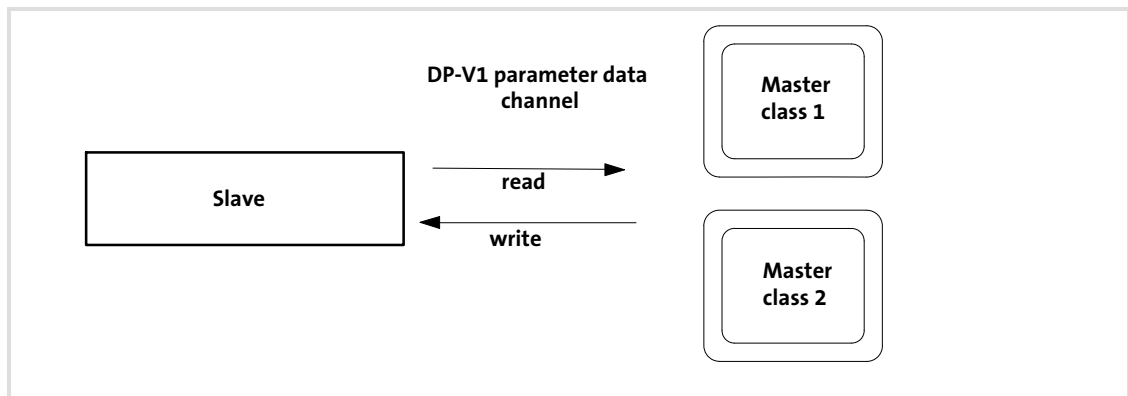 DP-V1 parameter data
channel
Master
class 1
Slave
read
write
Master
class 2